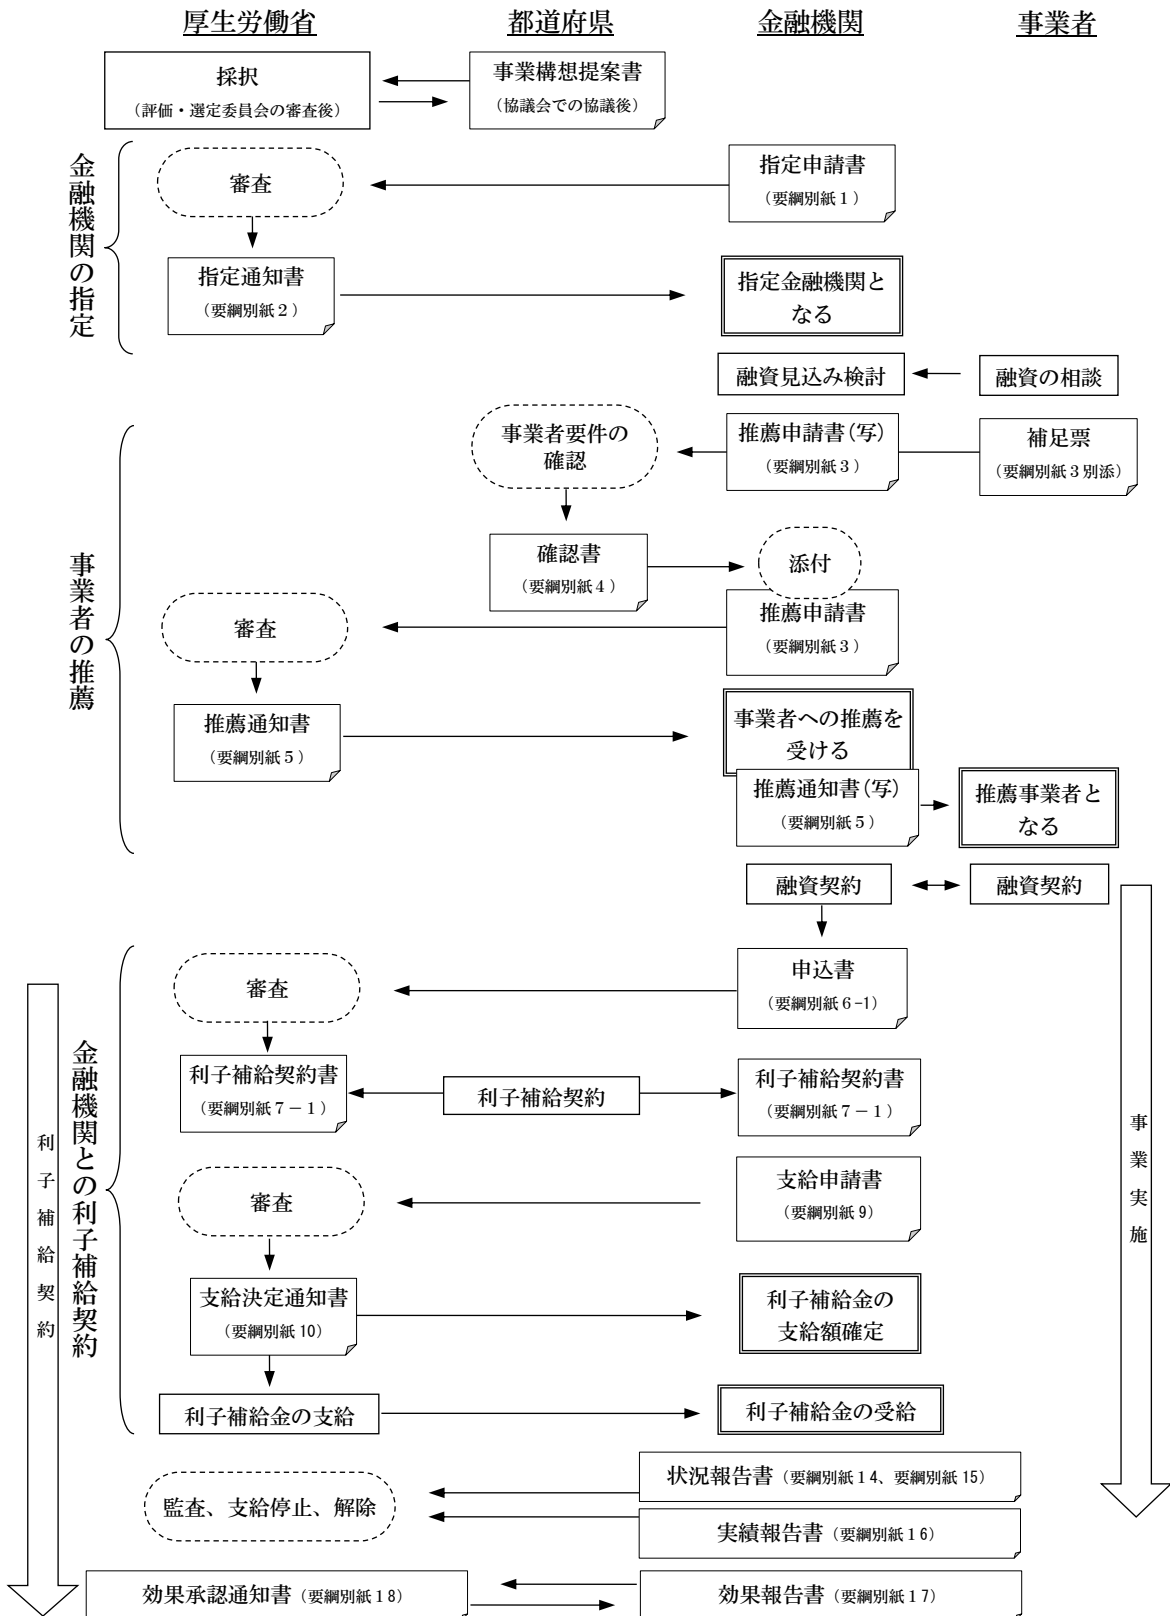 厚生労働省
都道府県
金融機関
事業者
採択
（評価・選定委員会の審査後）
事業構想提案書
（協議会での協議後）
金融機関の指定
審査
指定申請書
（要綱別紙１）
指定通知書
（要綱別紙２）
指定金融機関と
なる
融資見込み検討
融資の相談
事業者の推薦
事業者要件の
確認
推薦申請書（写）
（要綱別紙３）
補足票
（要綱別紙３別添）
確認書
（要綱別紙４）
添付
審査
推薦申請書
（要綱別紙３）
推薦通知書
（要綱別紙５）
事業者への推薦を
受ける
推薦通知書（写）
（要綱別紙５）
推薦事業者と
なる
融資契約
融資契約
金融機関との利子補給契約
審査
申込書
（要綱別紙６-１）
利子補給契約書
（要綱別紙７－１）
利子補給契約
利子補給契約書
（要綱別紙７－１）
審査
支給申請書
（要綱別紙９）
支給決定通知書
（要綱別紙10）
利子補給金の
支給額確定
利子補給金の支給
利子補給金の受給
利子補給契約
事業実施
監査、支給停止、解除
状況報告書（要綱別紙１４、要綱別紙15）
実績報告書（要綱別紙１６）
効果承認通知書（要綱別紙１８）
効果報告書（要綱別紙１７）